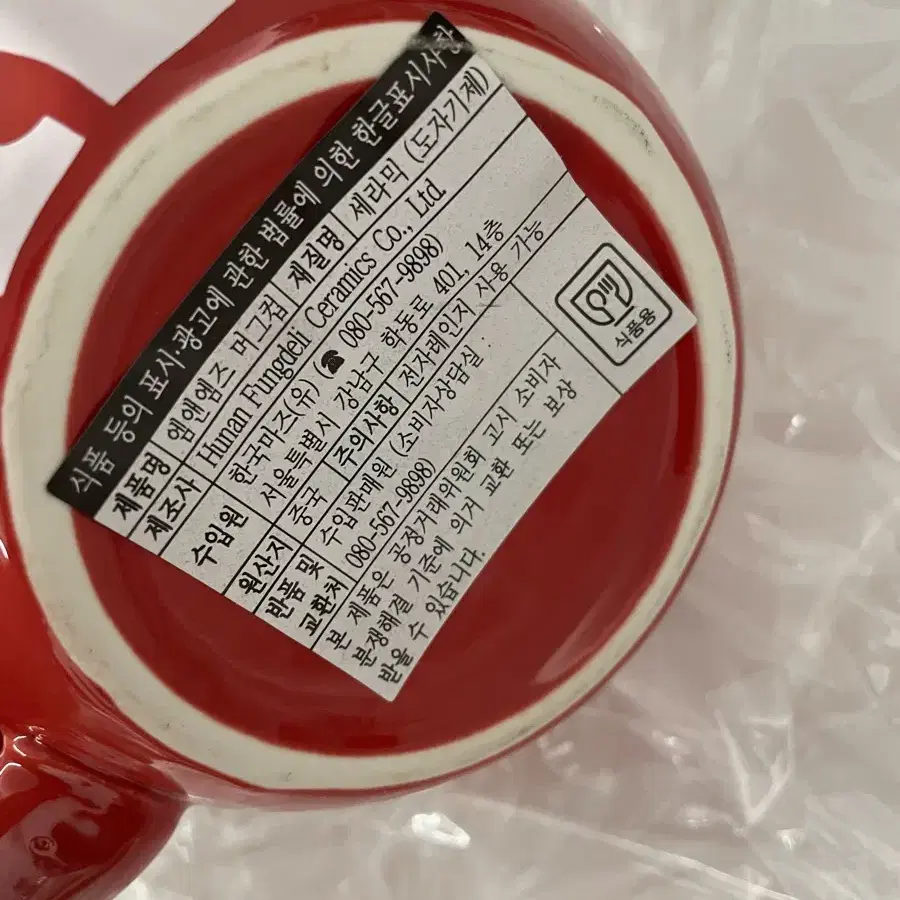 식품 등의 표시·광고에 관한 법률에 의한 한글표시사항
제품명 엠앤엠즈 머그컵 재질명 세라믹 (도자기제)
제조사 Hunan Fungdeli Ceramics Co., Ltd
수입원 한국마즈(유) ☎ 080-567-9898)
서울특별시 강남구 학동로 401, 14층
원산지 중국 주의사항 전자레인지 사용 가능
반품 및 교환처 수입판매원 (소비자상담실
080-567-9898)
본 제품은 공정거래위원회 고시 소비자
분쟁해결 기준에 의거 교환 또는 보상
받을 수 있습니다.
식품용